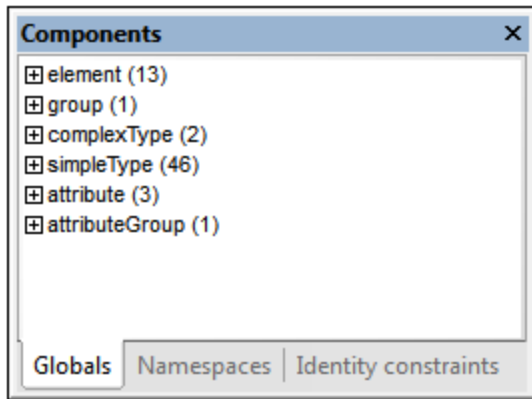 Components
element (13)
group (1)
complexType (2)
simpleType (46)
attribute (3)
attributeGroup (1)
Globals Namespaces Identity constraints